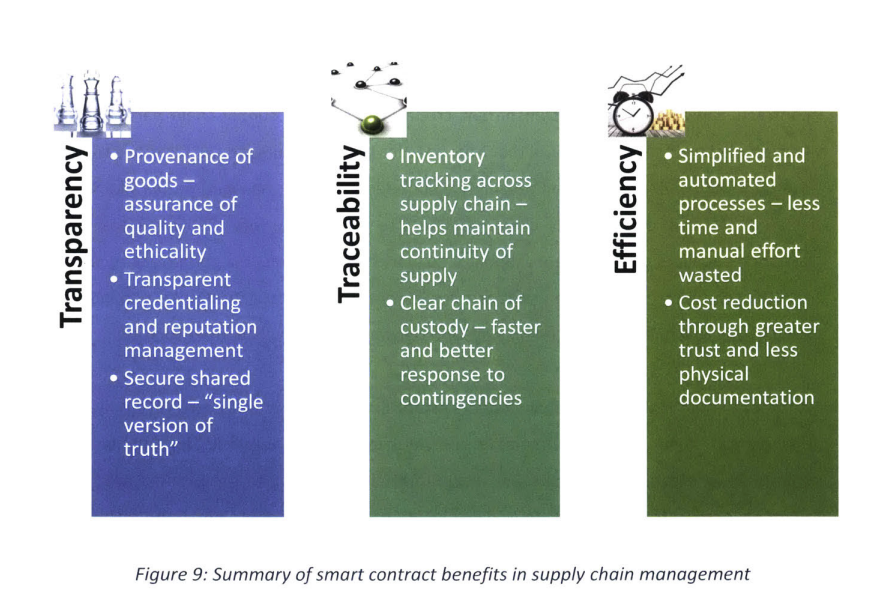 Transparency
• Provenance of
goods –
assurance of
quality and
ethicality
• Transparent
credentialing
and reputation
management
• Secure shared
record – “single
version of
truth”
Traceability
• Inventory
tracking across
supply chain –
helps maintain
continuity of
supply
• Clear chain of
custody – faster
and better
response to
contingencies
Efficiency
• Simplified and
automated
processes – less
time and
manual effort
wasted
• Cost reduction
through greater
trust and less
physical
documentation
Figure 9: Summary of smart contract benefits in supply chain management